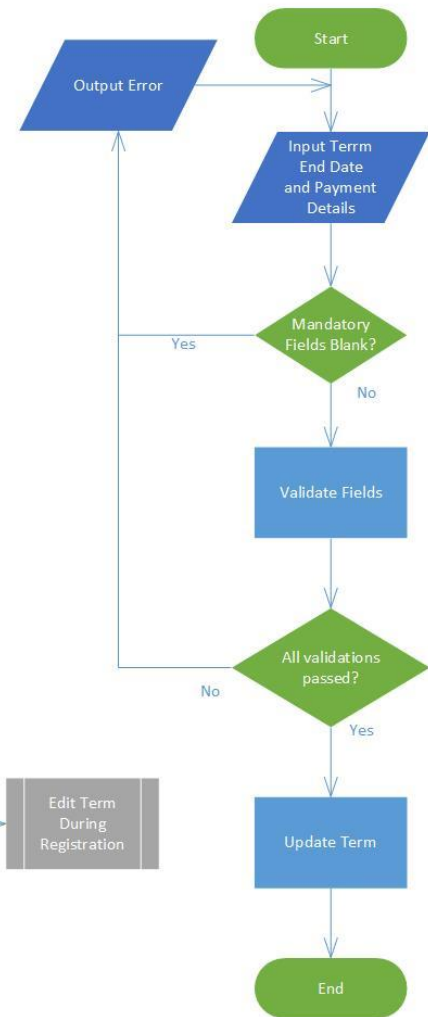 Start
Output Error
Input Terrm
End Date
and Payment
Details
Mandatory
Fields Blank?
Yes
No
Validate Fields
All validations
passed?
No
Yes
Edit Term
During
Registration
Update Term
End